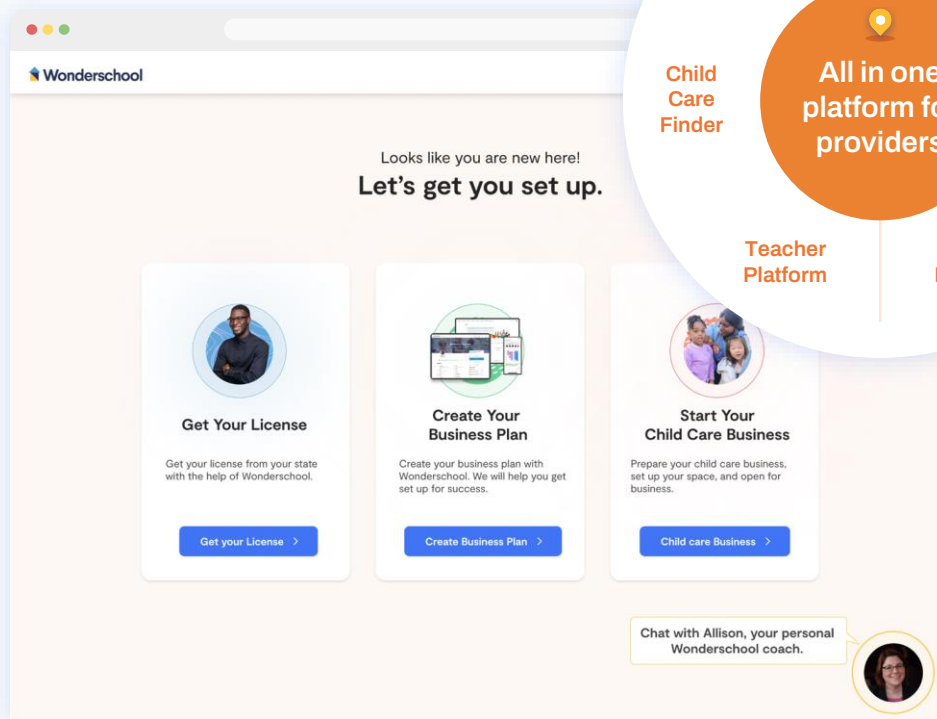 Wonderschool
Child
Care
Finder
All in one
platform fo
providers
Teacher
Platform
Looks like you are new here!
Let's get you set up.
Get Your License
Get your license from your state
with the help of Wonderschool.
Get your License
Create Your
Business Plan
Create your business plan with
Wonderschool. We will help you get
set up for success.
Create Business Plan
Start Your
Child Care Business
Prepare your child care business,
set up your space, and open for
business.
Child care Business
Chat with Allison, your personal
Wonderschool coach.